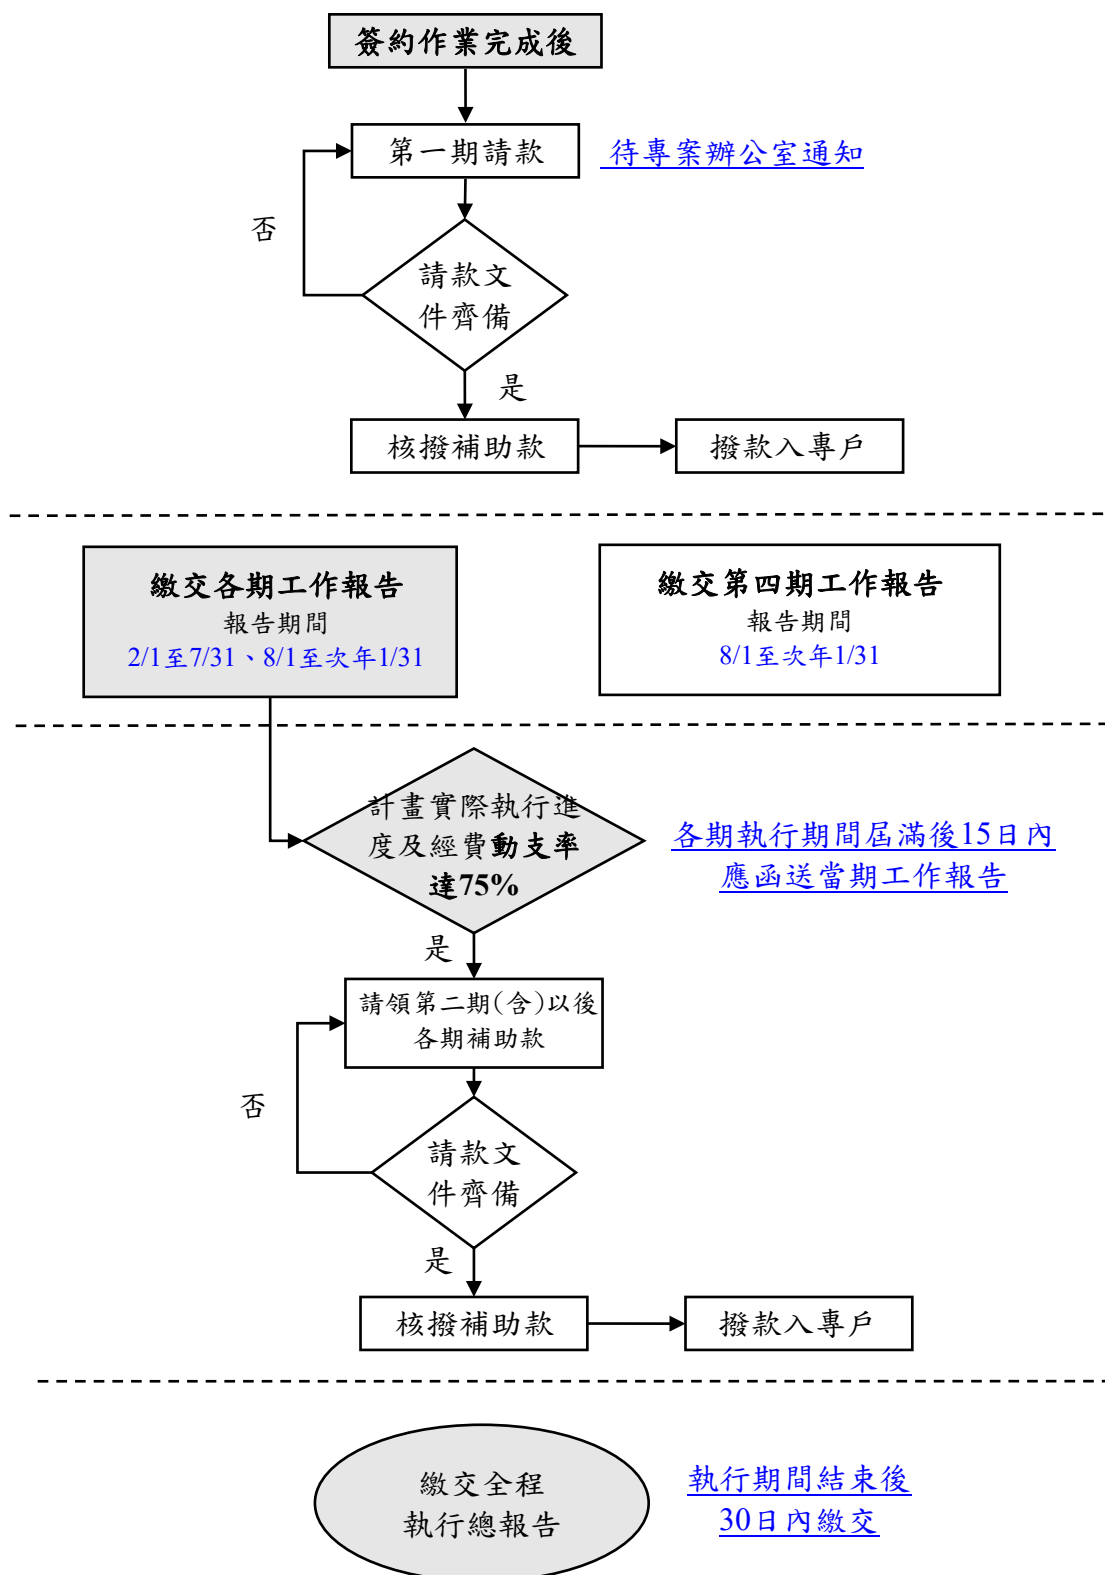 簽約作業完成後
第一期請款
待專案辦公室通知
否
請款文
件齊備
是
核撥補助款
撥款入專戶
繳交各期工作報告
報告期間
2/1至7/31、8/1至次年1/31
繳交第四期工作報告
報告期間
8/1至次年1/31
計畫實際執行進
度及經費動支率
達75%
各期執行期間屆滿後15日內
應函送當期工作報告
是
請領第二期(含)以後
各期補助款
否
請款文
件齊備
是
核撥補助款
撥款入專戶
繳交全程
執行總報告
執行期間結束後
30日內繳交